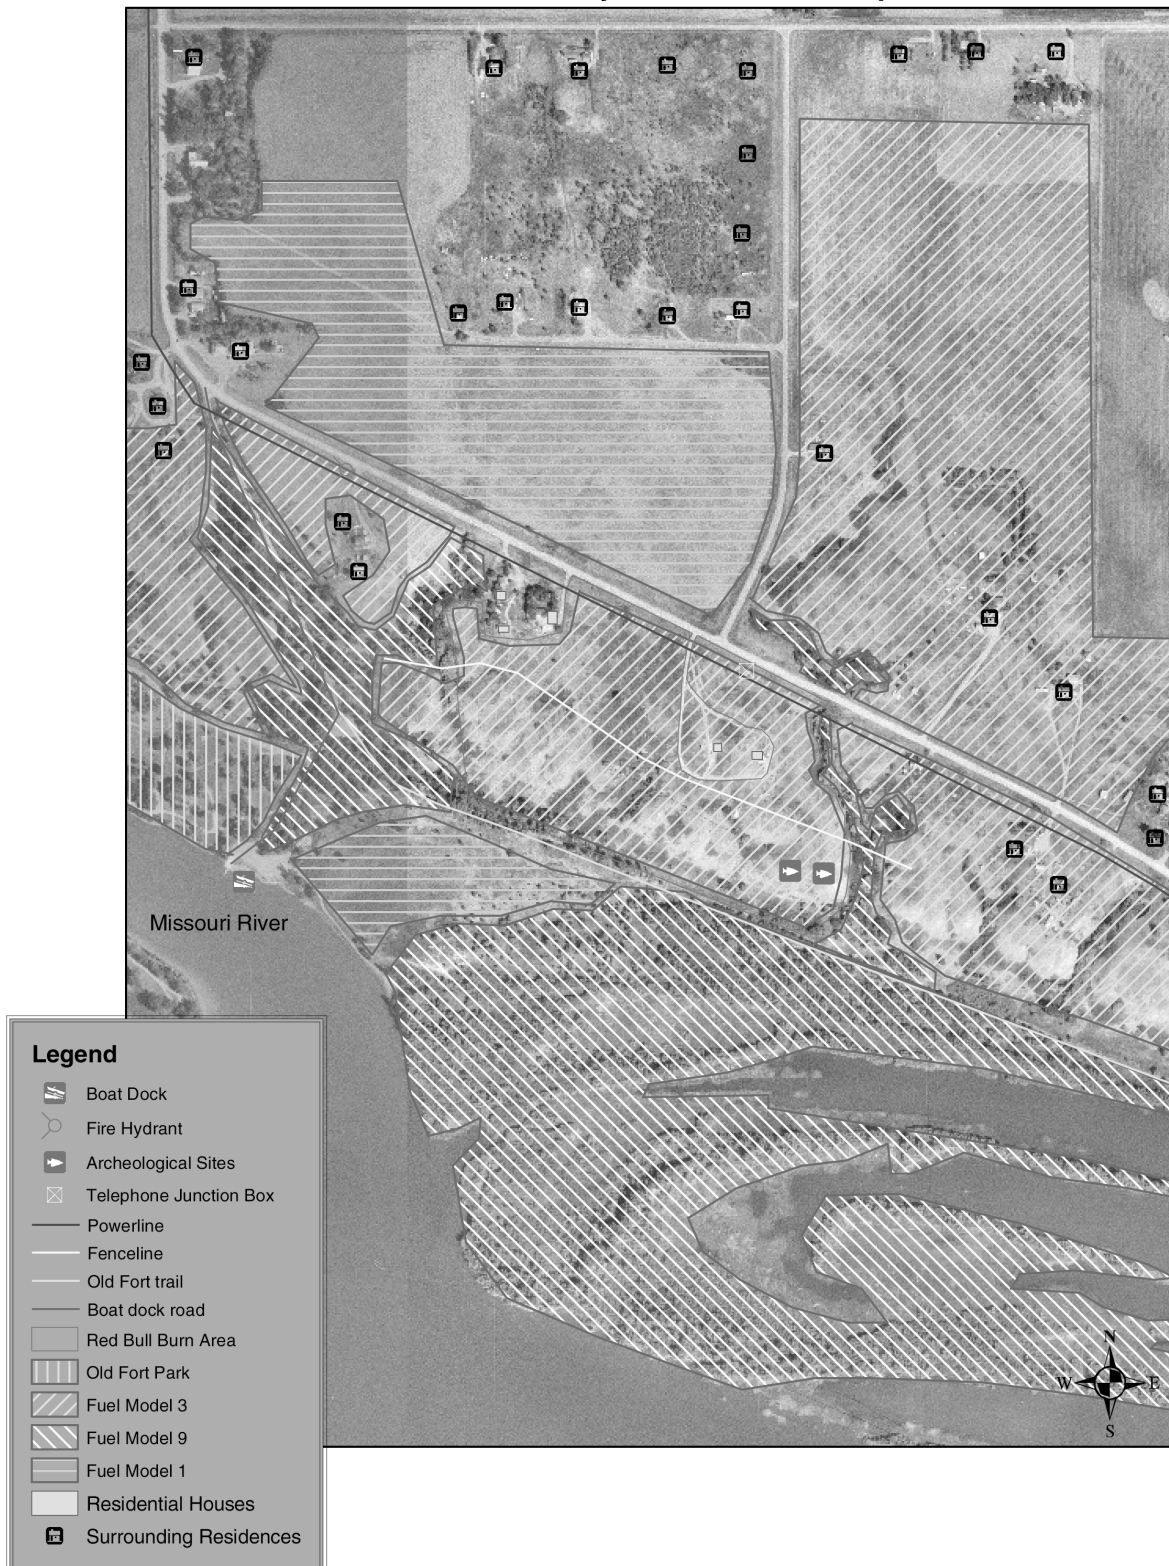 Missouri River
Legend
Boat Dock
Fire Hydrant
Archeological Sites
Telephone Junction Box
Powerline
Fenceline
Old Fort trail
Boat dock road
Red Bull Burn Area
Old Fort Park
Fuel Model 3
Fuel Model 9
Fuel Model 1
Residential Houses
Surrounding Residences
N
W E
S